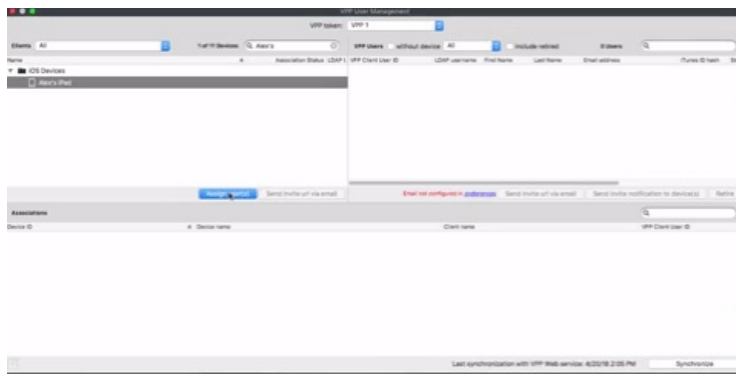 VPP User Management
VPP token: VPP 1
Clients All 1 of 11 Devices Alex's VPP Users without device All include retired 0 Users
Name Association Status LDAP VPP Client User ID LDAP username First Name Last Name Email address iTunes ID hash
iOS Devices
Alex's iPad
Send invite url via email Email not configured in preferences Send invite url via email Send invite notification to device(s) Retire
Associations
Device ID Device name Client name VPP Client User ID
Last synchronization with VPP Web service: 4/20/18 2:05 PM Synchronize